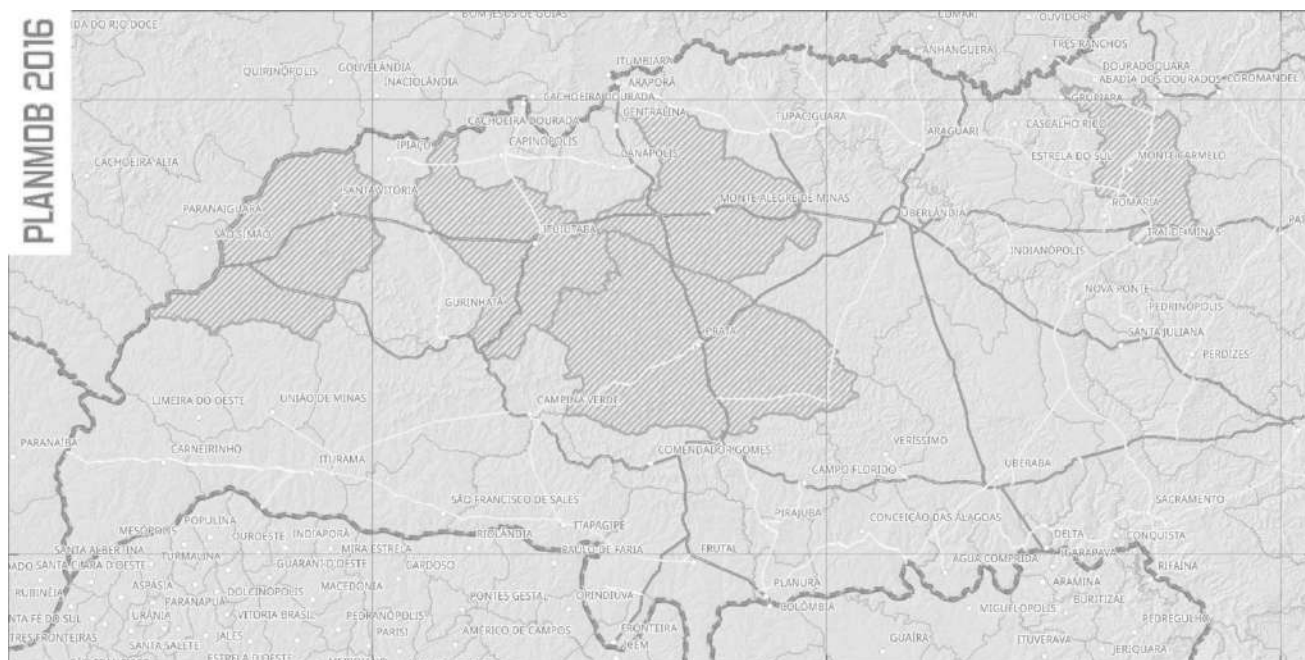 PLANMOB 2016
BOM JESUS DE GOIÁS
CUMARI
OUVIDOR
DA DO RIO DOCE
ANHANGUERA
TRÊS RANCHOS
ITUMBIARA
GOUVELÂNDIA
QUIRINÓPOLIS
INACIOLÂNDIA
ARAPORÃ
DOURADOQUARA
ABADIA DOS DOURADOS
COROMANDEL
CACHOEIRA DOURADA
GRUPIARA
CENTRALINA
TUPACIGUARA
CACHOEIRA DOURADA
CASCALHO RICO
ARAGUARI
IPIAÇU
CAPINÓPOLIS
CANÁPOLIS
ESTRELA DO SUL
MONTE CARMELO
CACHOEIRA ALTA
SANTA VITÓRIA
MONTE ALEGRE DE MINAS
ROMARIA
PARANAIGUARA
UBERLÂNDIA
SÃO SIMÃO
ITUIUTABA
IRAÍ DE MINAS
PA
INDIANÓPOLIS
NOVA PONTE
GURINHATÃ
PEDRINÓPOLIS
PRATA
SANTA JULIANA
PERDIZES
LIMEIRA DO OESTE
UNIÃO DE MINAS
CAMPINA VERDE
PARANAÍBA
CARNEIRINHO
ITURAMA
COMENDADOR GOMES
VERÍSSIMO
CAMPO FLORIDO
UBERABA
SÃO FRANCISCO DE SALES
SACRAMENTO
PIRAJUBA
CONCEIÇÃO DAS ALAGOAS
POPULINA
MESÓPOLIS
OUROESTE
INDIAPORÃ
RIOLÂNDIA
ITAPAGIPE
DELTA
CONQUISTA
SANTA ALBERTINA
TURMALINA
MIRA ESTRELA
PAULO DE FARIA
FRUTAL
IGARAPAVA
ÁGUA COMPRIDA
RIFAINA
SANTA CLARA D'OESTE
GUARANI D'OESTE
CARDOSO
RUBINÉIA
ASPÁSIA
MACEDÔNIA
DOLCINÓPOLIS
PLANURA
ARAMINA
BURITIZAL
PARANAPUÃ
PONTES GESTAL
ORINDIÚVA
COLÔMBIA
MIGUELÓPOLIS
NTA FÉ DO SUL
URÂNIA
VITÓRIA BRASIL
PEDRANÓPOLIS
PEDREGULHO
TRÊS FRONTEIRAS
JALES
PARISI
AMÉRICO DE CAMPOS
FRONTEIRA
GUAÍRA
ITUVERAVA
SANTA SALETE
ICÉM
JERIQUARA
ESTRELA D'OESTE